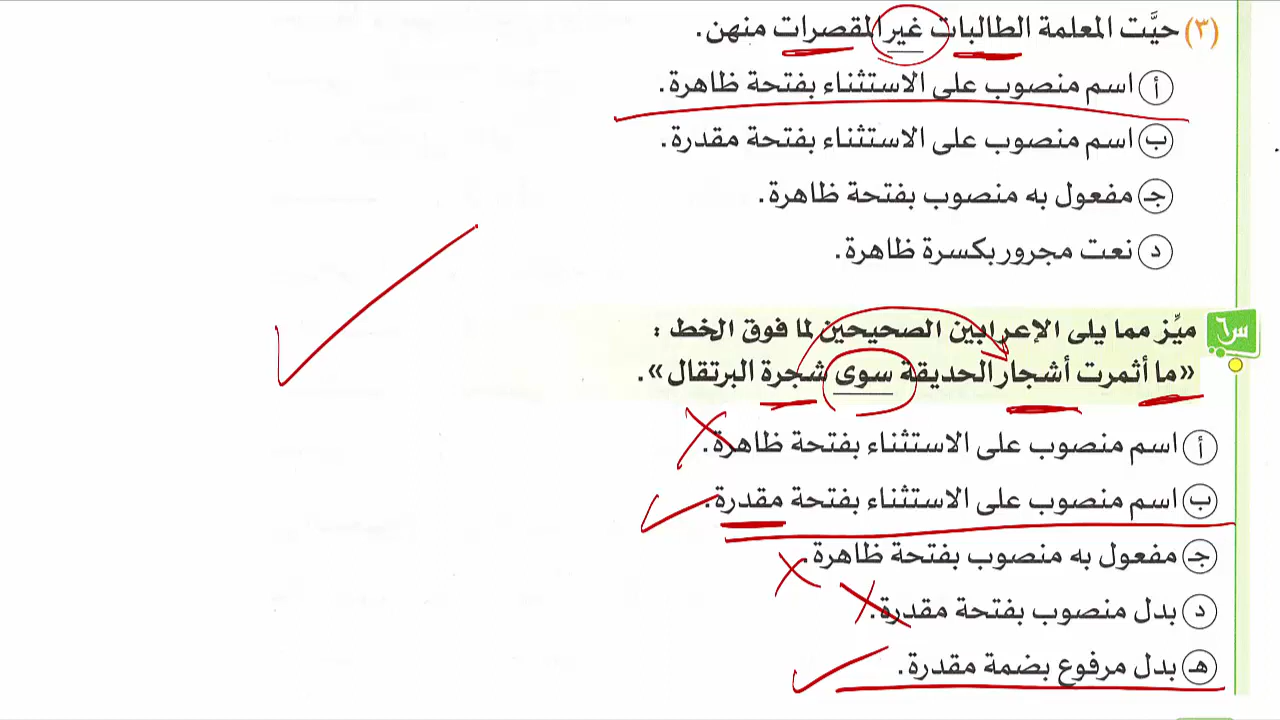 (٣) حيَّت المعلمة الطالبات غير المقصرات منهن.
أ اسم منصوب على الاستثناء بفتحة ظاهرة.
ب اسم منصوب على الاستثناء بفتحة مقدرة.
جـ مفعول به منصوب بفتحة ظاهرة.
د نعت مجرور بكسرة ظاهرة.
س٦ ميِّز مما يلى الإعرابين الصحيحين لما فوق الخط :
«ما أثمرت أشجار الحديقة سوى شجرة البرتقال».
أ اسم منصوب على الاستثناء بفتحة ظاهرة.
ب اسم منصوب على الاستثناء بفتحة مقدرة.
جـ مفعول به منصوب بفتحة ظاهرة.
د بدل منصوب بفتحة مقدرة.
هـ بدل مرفوع بضمة مقدرة.